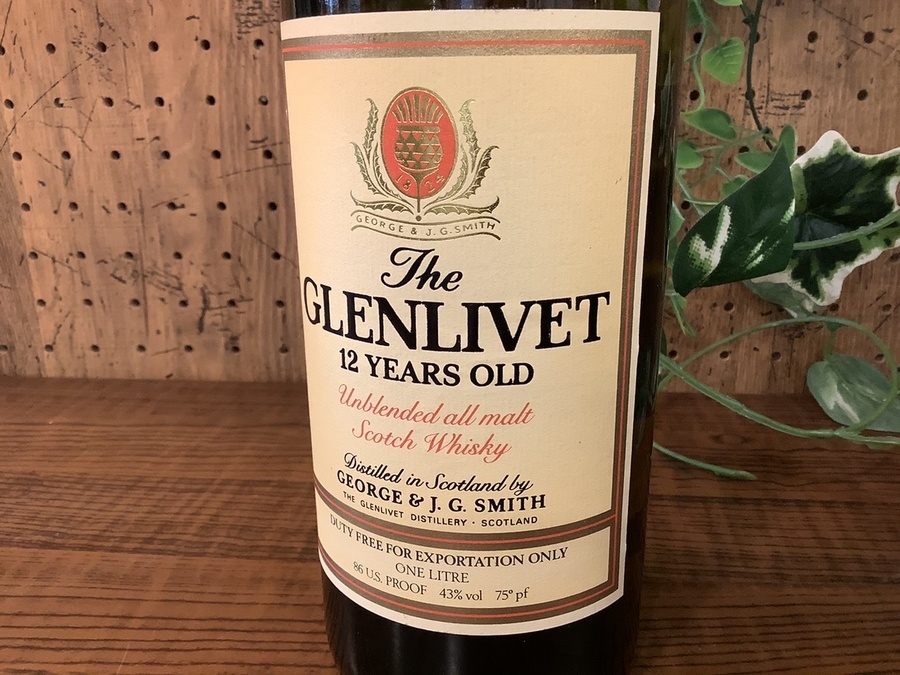 1824
GEORGE & J.G.SMITH
The
GLENLIVET
12 YEARS OLD
Unblended all malt
Scotch Whisky
Distilled in Scotland by
GEORGE & J. G. SMITH
THE GLENLIVET DISTILLERY · SCOTLAND
DUTY FREE FOR EXPORTATION ONLY
ONE LITRE
86 U.S. PROOF 43% vol 75° pf